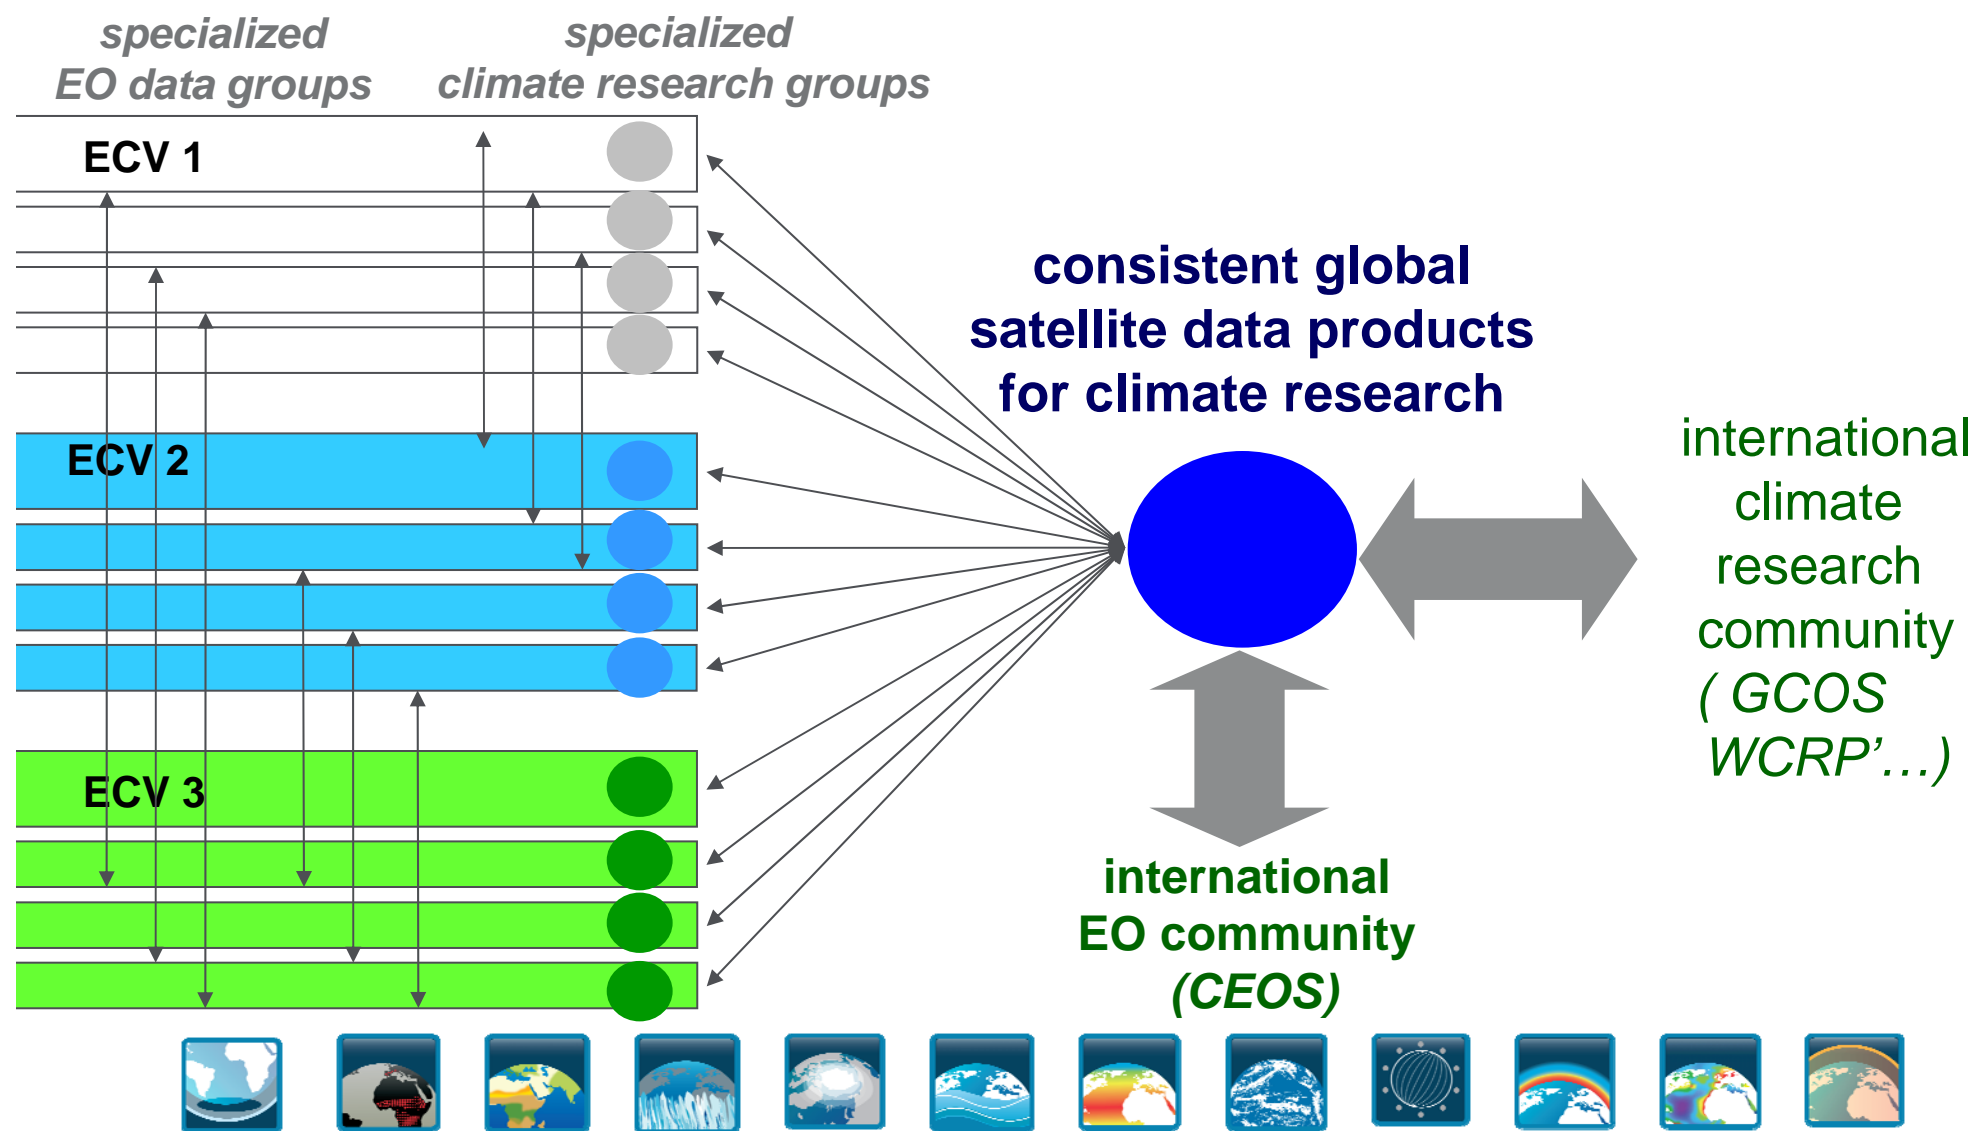 specialized
EO data groups
specialized
climate research groups
ECV 1
ECV 2
ECV 3
consistent global
satellite data products
for climate research
international
climate
research
community
( GCOS
WCRP’…)
international
EO community
(CEOS)